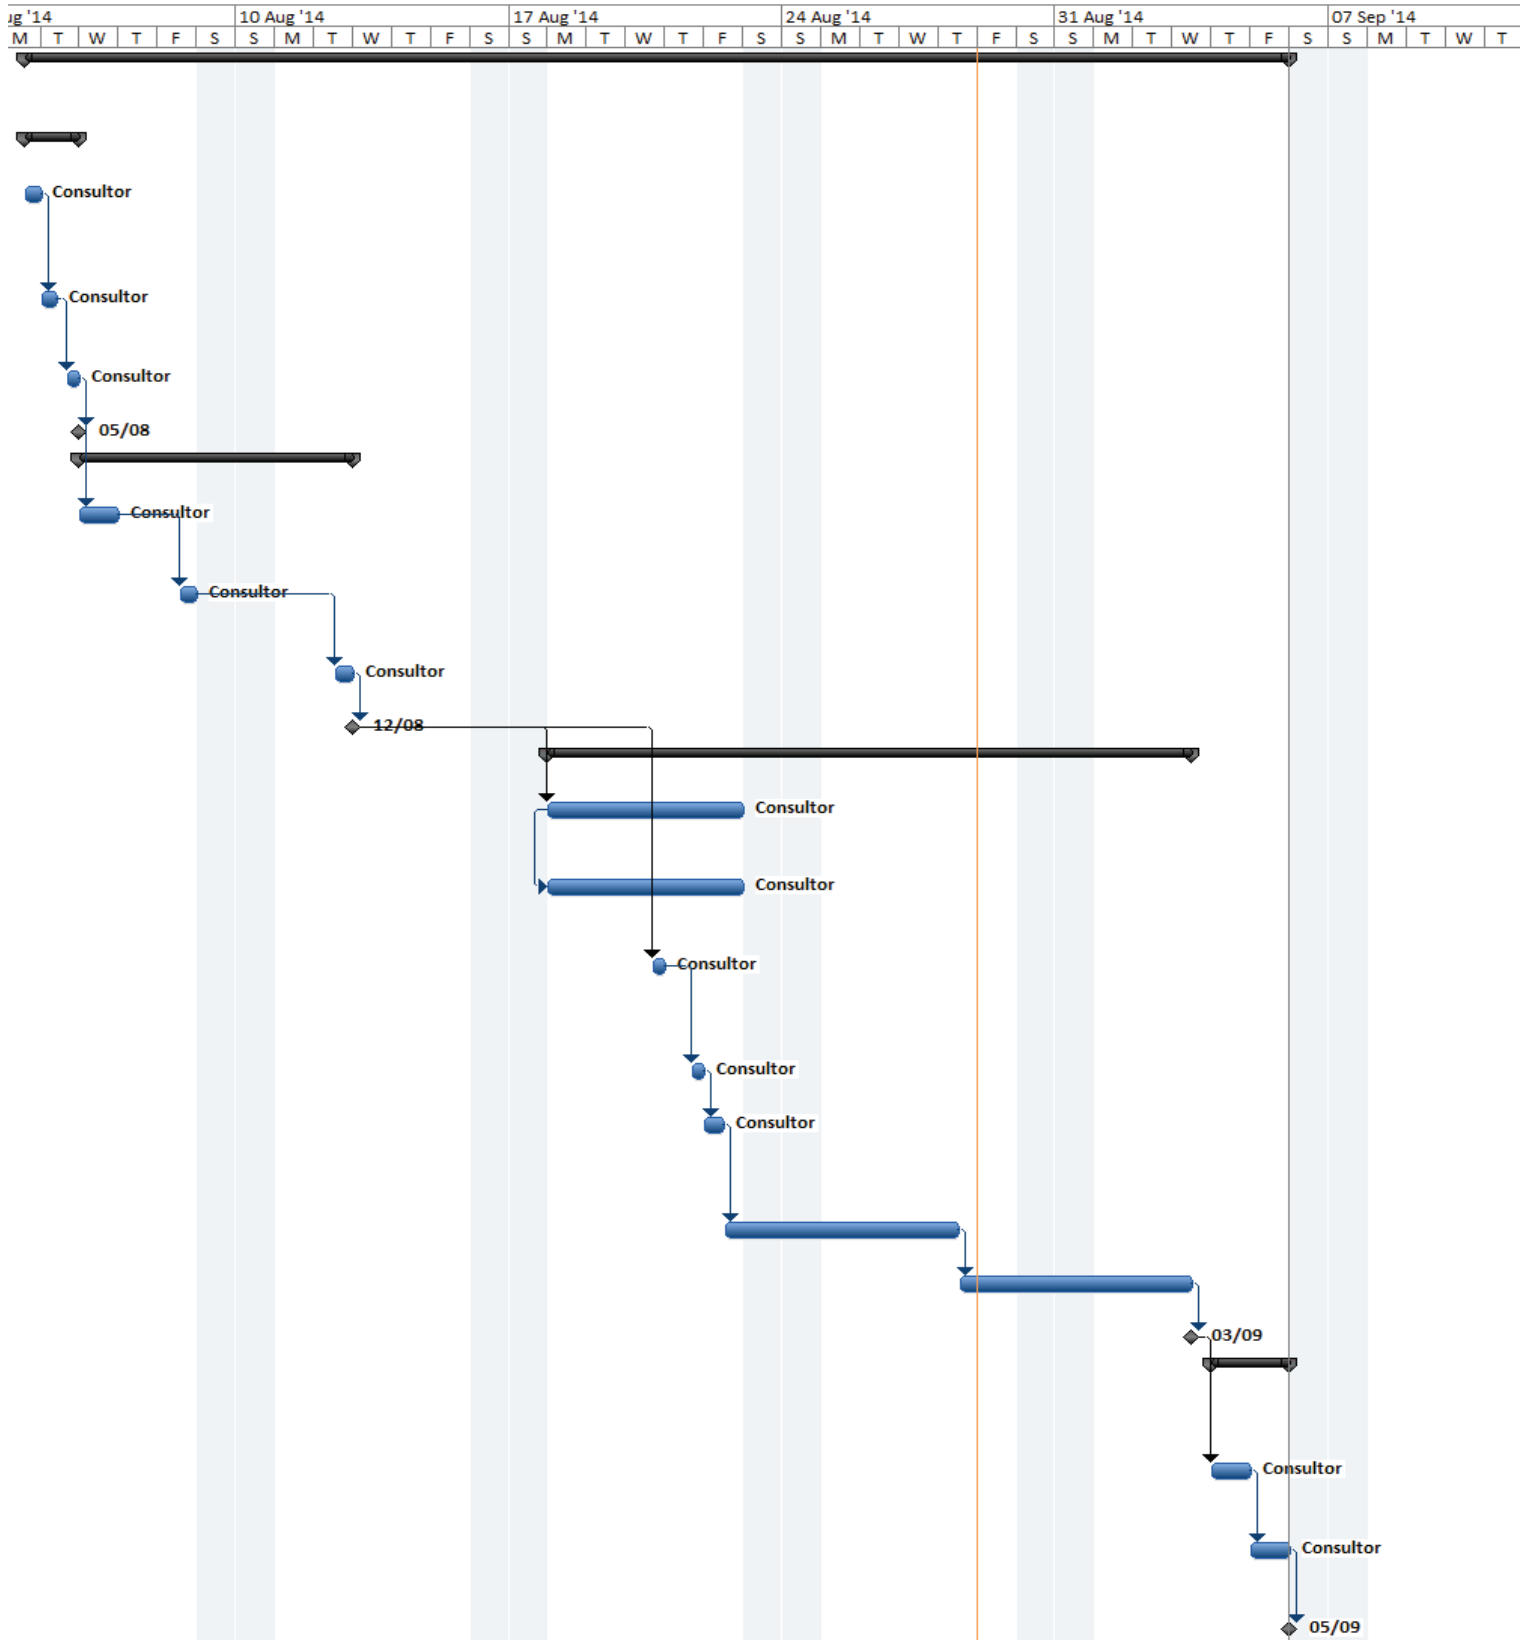 ug '14 10 Aug '14 17 Aug '14 24 Aug '14 31 Aug '14 07 Sep '14
M T W T F S S M T W T F S S M T W T F S S M T W T F S S M T W T F S S M T W T
Consultor
Consultor
Consultor
05/08
Consultor
Consultor
Consultor
12/08
Consultor
Consultor
Consultor
Consultor
Consultor
03/09
Consultor
Consultor
05/09